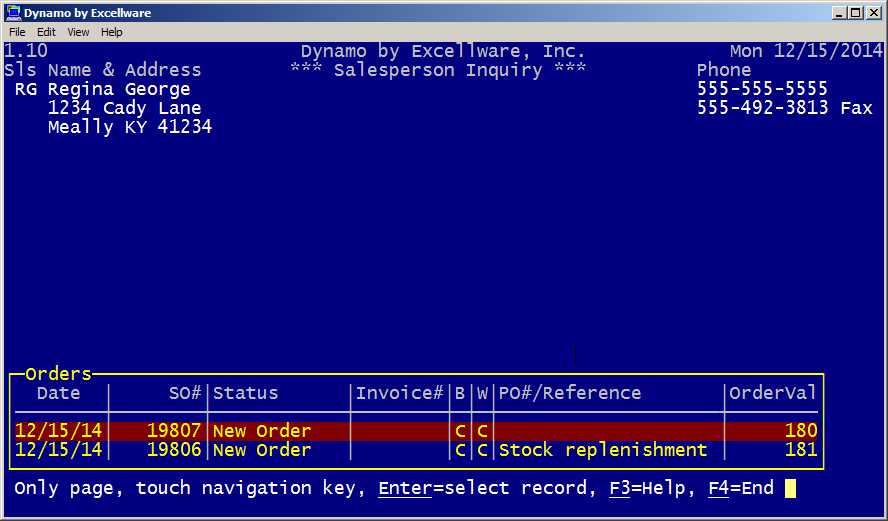 Dynamo by Excellware
File Edit View Help
1.10 Dynamo by Excellware, Inc. Mon 12/15/2014
Sls Name & Address *** Salesperson Inquiry *** Phone
RG Regina George 555-555-5555
1234 Cady Lane 555-492-3813 Fax
Meally KY 41234
Orders
Date SO# Status Invoice# B W PO#/Reference OrderVal
12/15/14 19807 New Order C C 180
12/15/14 19806 New Order C C Stock replenishment 181
Only page, touch navigation key, Enter=select record, F3=Help, F4=End